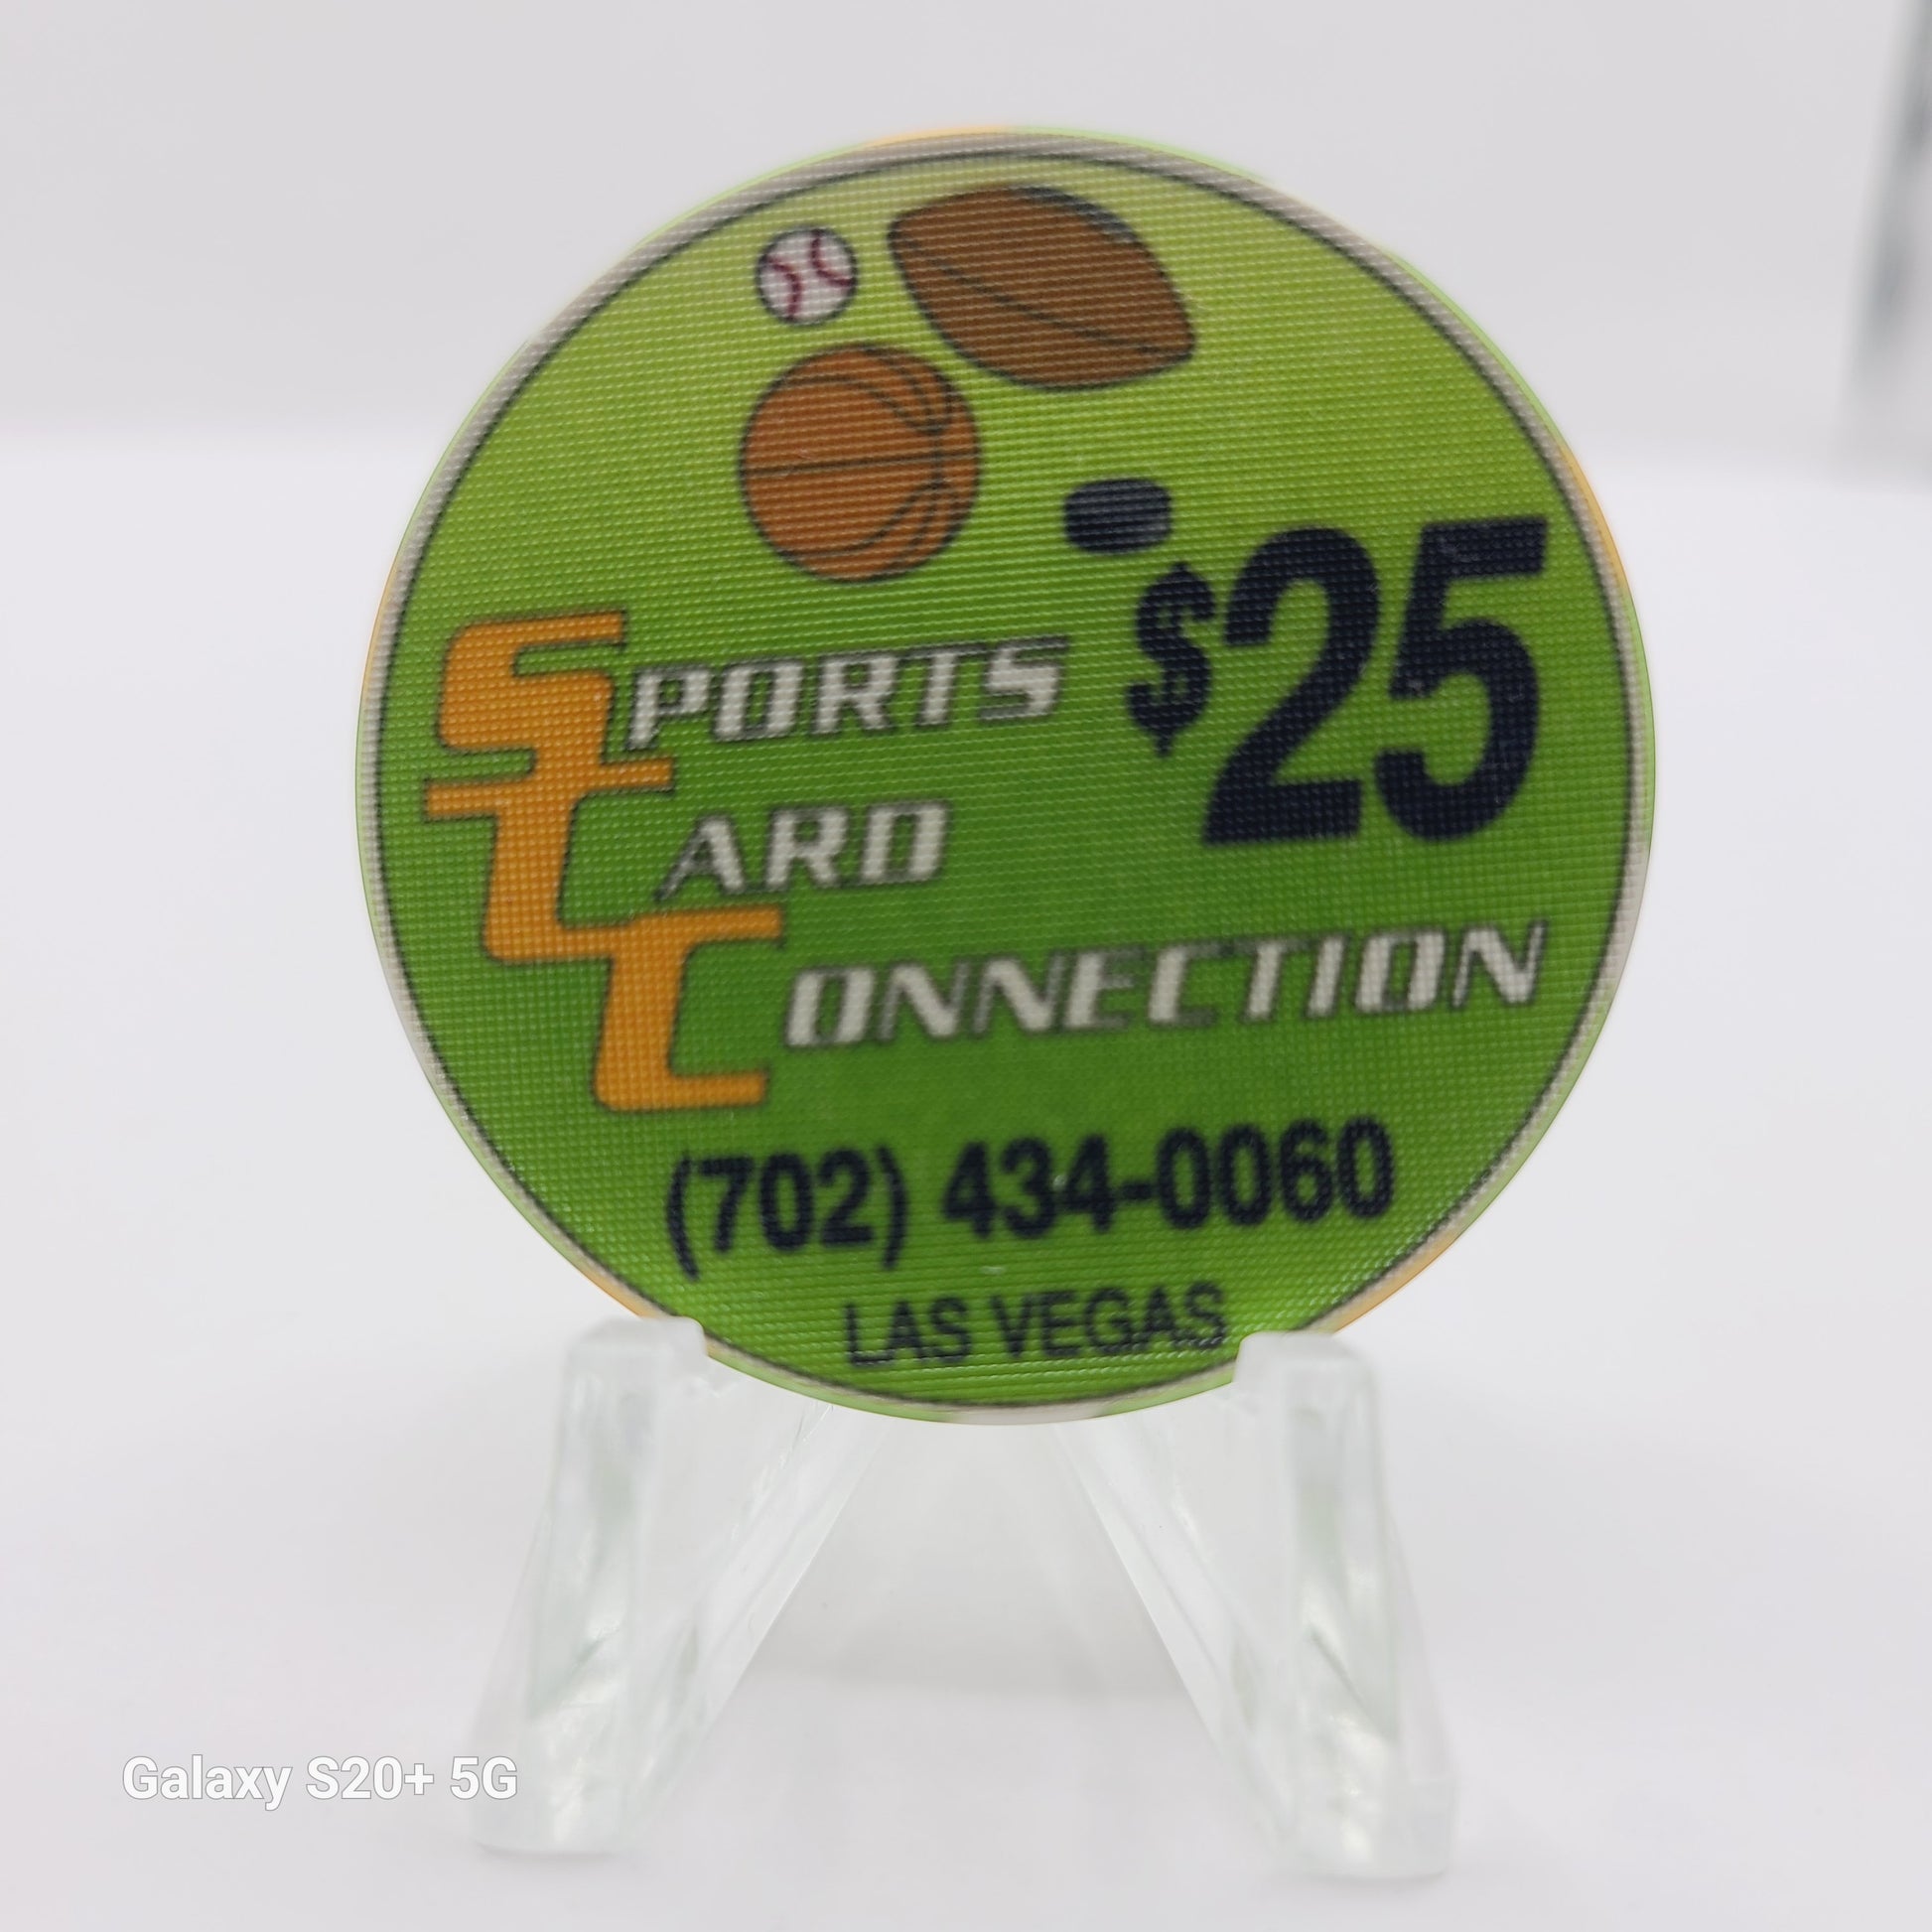 $25
SPORTS
CARD
CONNECTION
(702) 434-0060
LAS VEGAS
Galaxy S20+ 5G